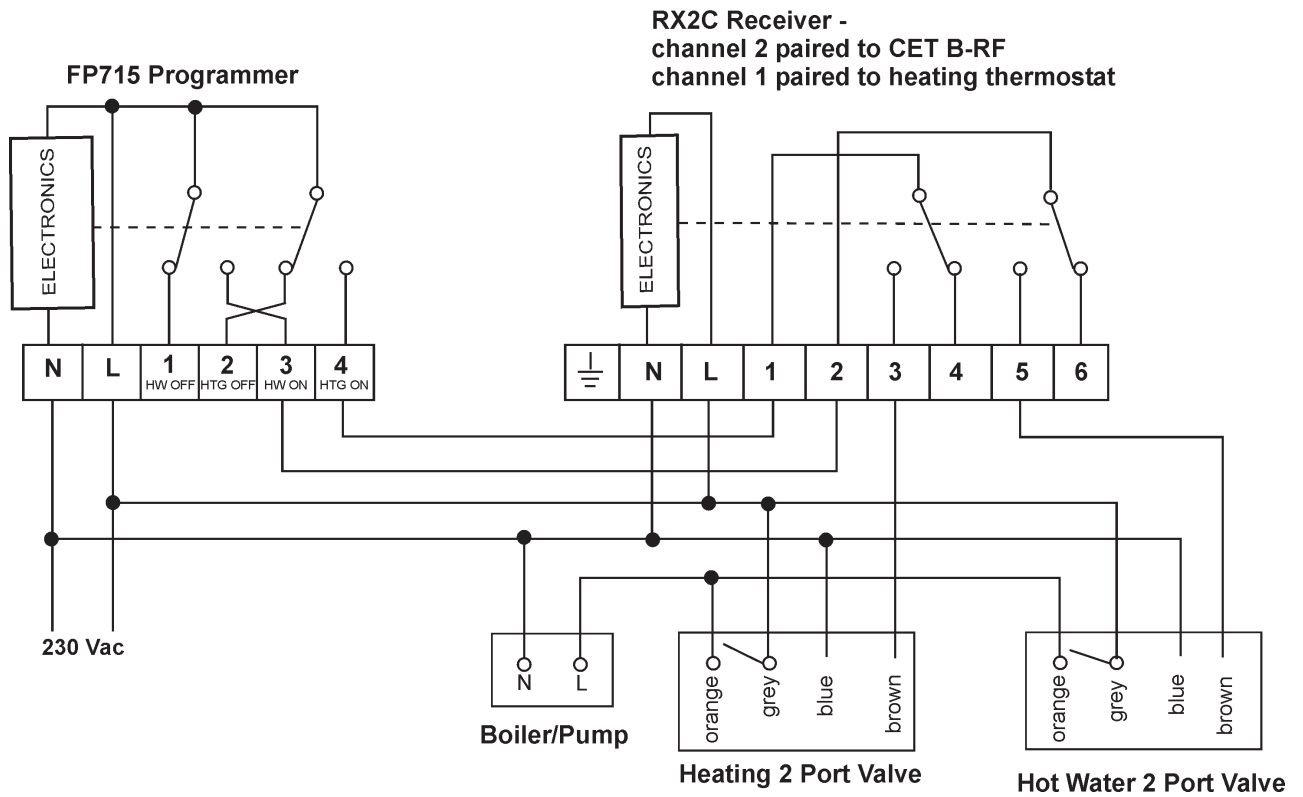 RX2C Receiver -
channel 2 paired to CET B-RF
channel 1 paired to heating thermostat
FP715 Programmer
ELECTRONICS
ELECTRONICS
N L 1 2 3 4
HW OFF HTG OFF HW ON HTG ON
N L 1 2 3 4 5 6
230 Vac
N L
Boiler/Pump
orange grey blue brown
Heating 2 Port Valve
orange grey blue brown
Hot Water 2 Port Valve